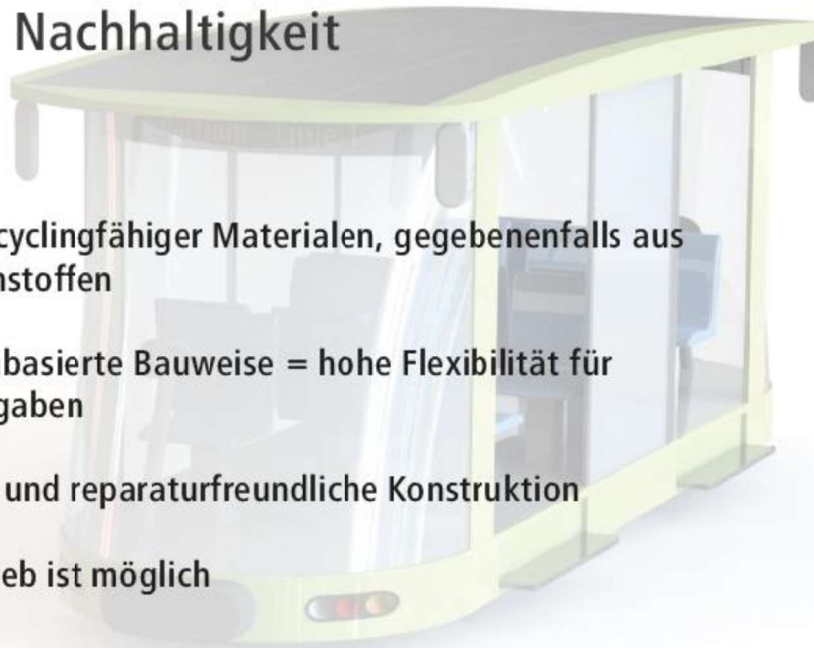 Nachhaltigkeit
cyclingfähiger Materialen, gegebenenfalls aus
nstoffen
basierte Bauweise = hohe Flexibilität für
gaben
und reparaturfreundliche Konstruktion
eb ist möglich